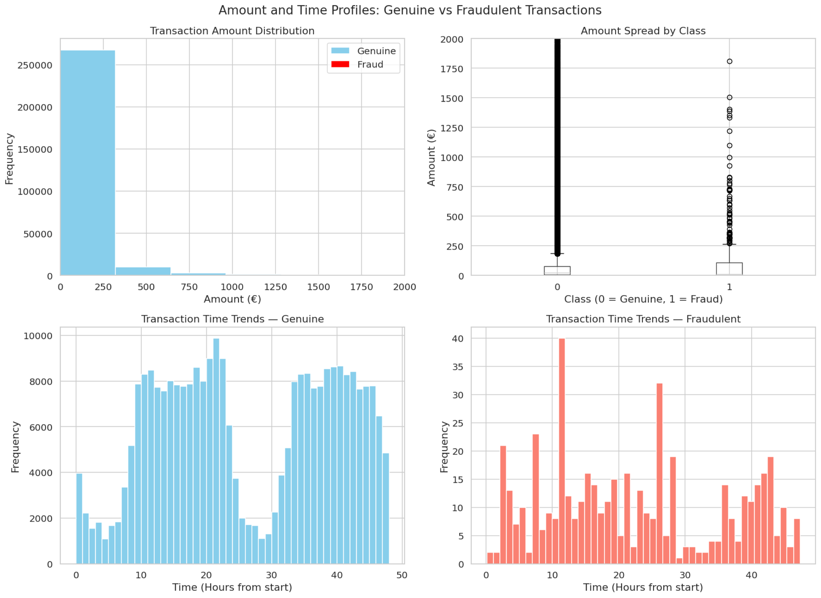 Amount and Time Profiles: Genuine vs Fraudulent Transactions
Transaction Amount Distribution
Frequency
250000
200000
150000
100000
50000
0
Genuine
Fraud
0 250 500 750 1000 1250 1500 1750 2000
Amount (€)
Amount Spread by Class
Amount (€)
2000
1750
1500
1250
1000
750
500
250
0
0 1
Class (0 = Genuine, 1 = Fraud)
Transaction Time Trends — Genuine
Frequency
10000
8000
6000
4000
2000
0
0 10 20 30 40 50
Time (Hours from start)
Transaction Time Trends — Fraudulent
Frequency
40
35
30
25
20
15
10
5
0
0 10 20 30 40
Time (Hours from start)